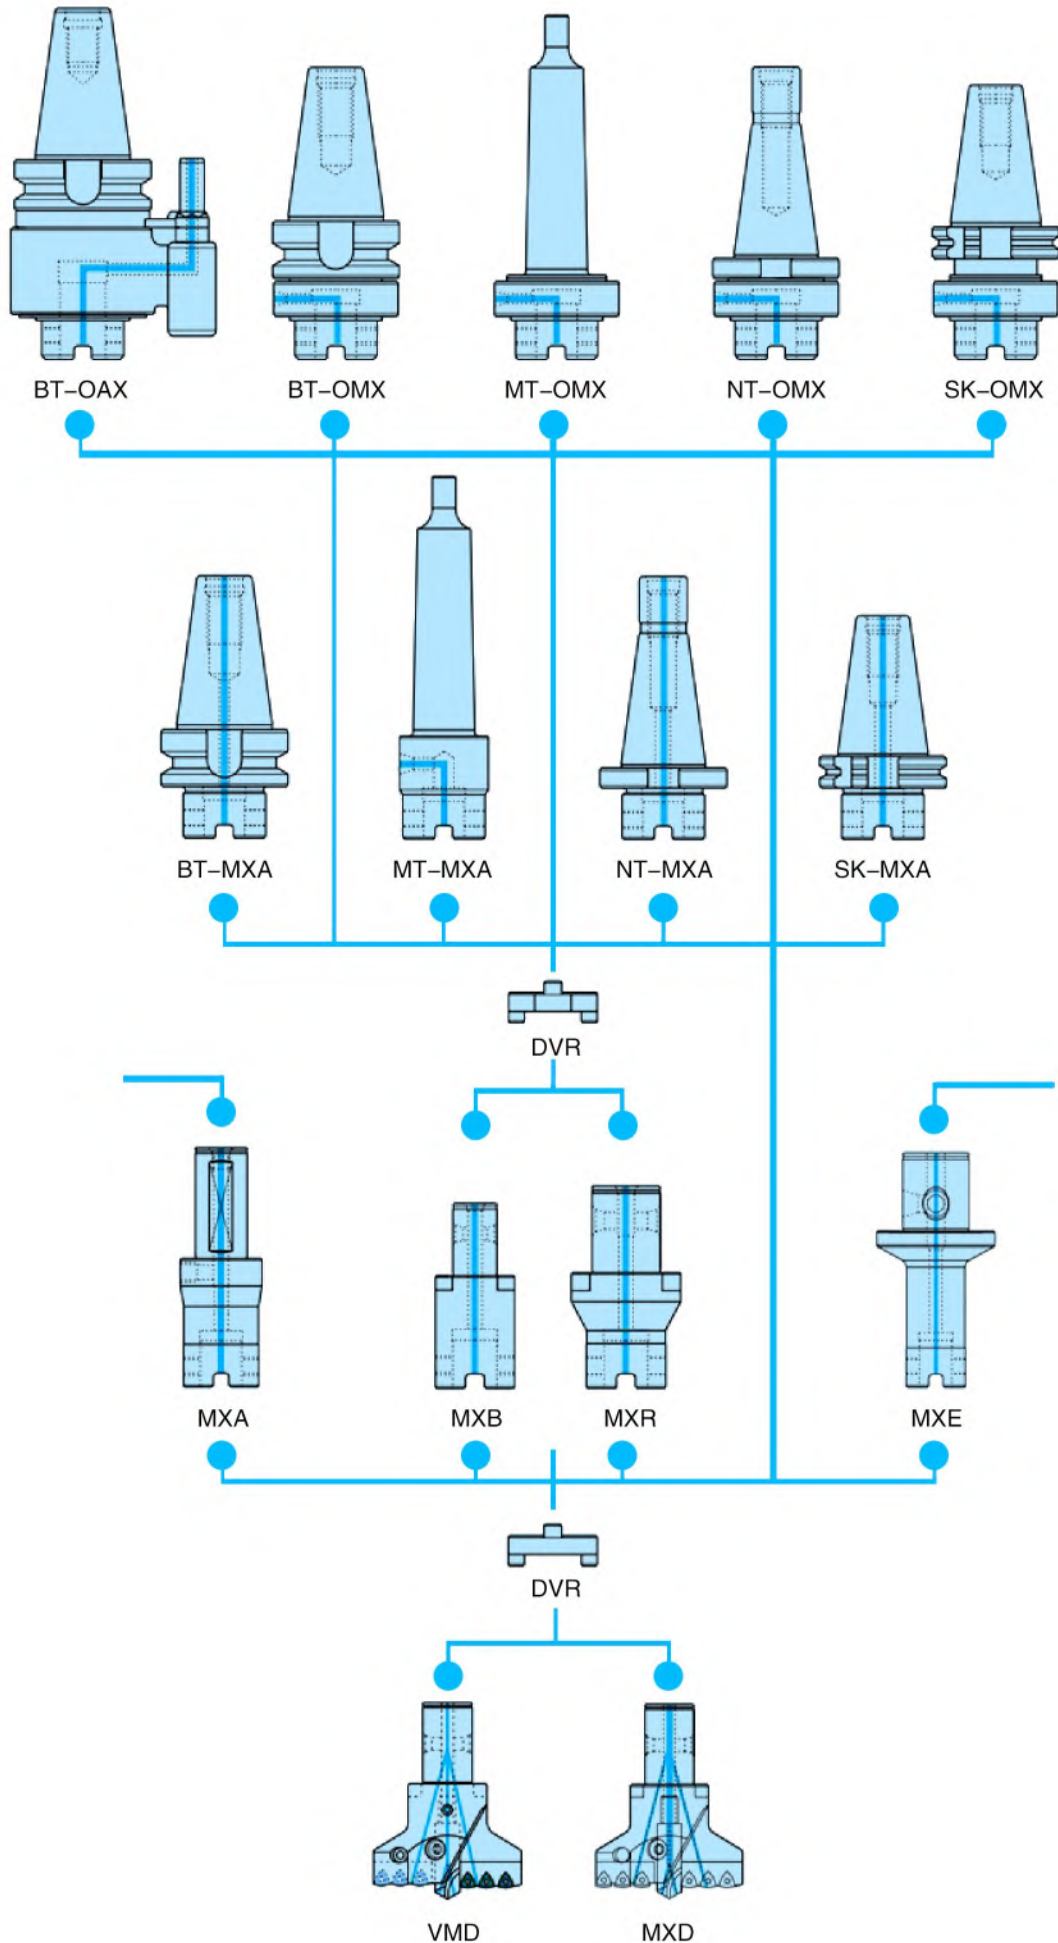 BT–OAX BT–OMX MT–OMX NT–OMX SK–OMX
BT–MXA MT–MXA NT–MXA SK–MXA
DVR
MXA MXB MXR MXE
DVR
VMD MXD